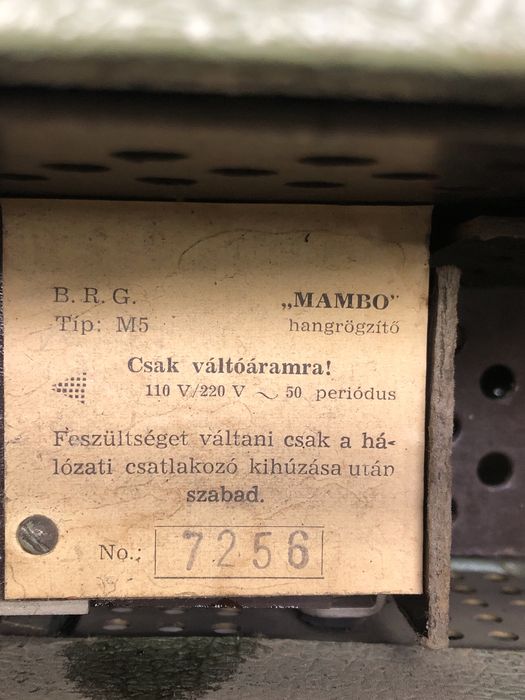 B. R. G. „MAMBO"
Típ: M5 hangrögzítő
Csak váltóáramra!
110 V/220 V ~ 50 periódus
Feszültséget váltani csak a há-
lózati csatlakozó kihúzása után
szabad.
No.: 7256